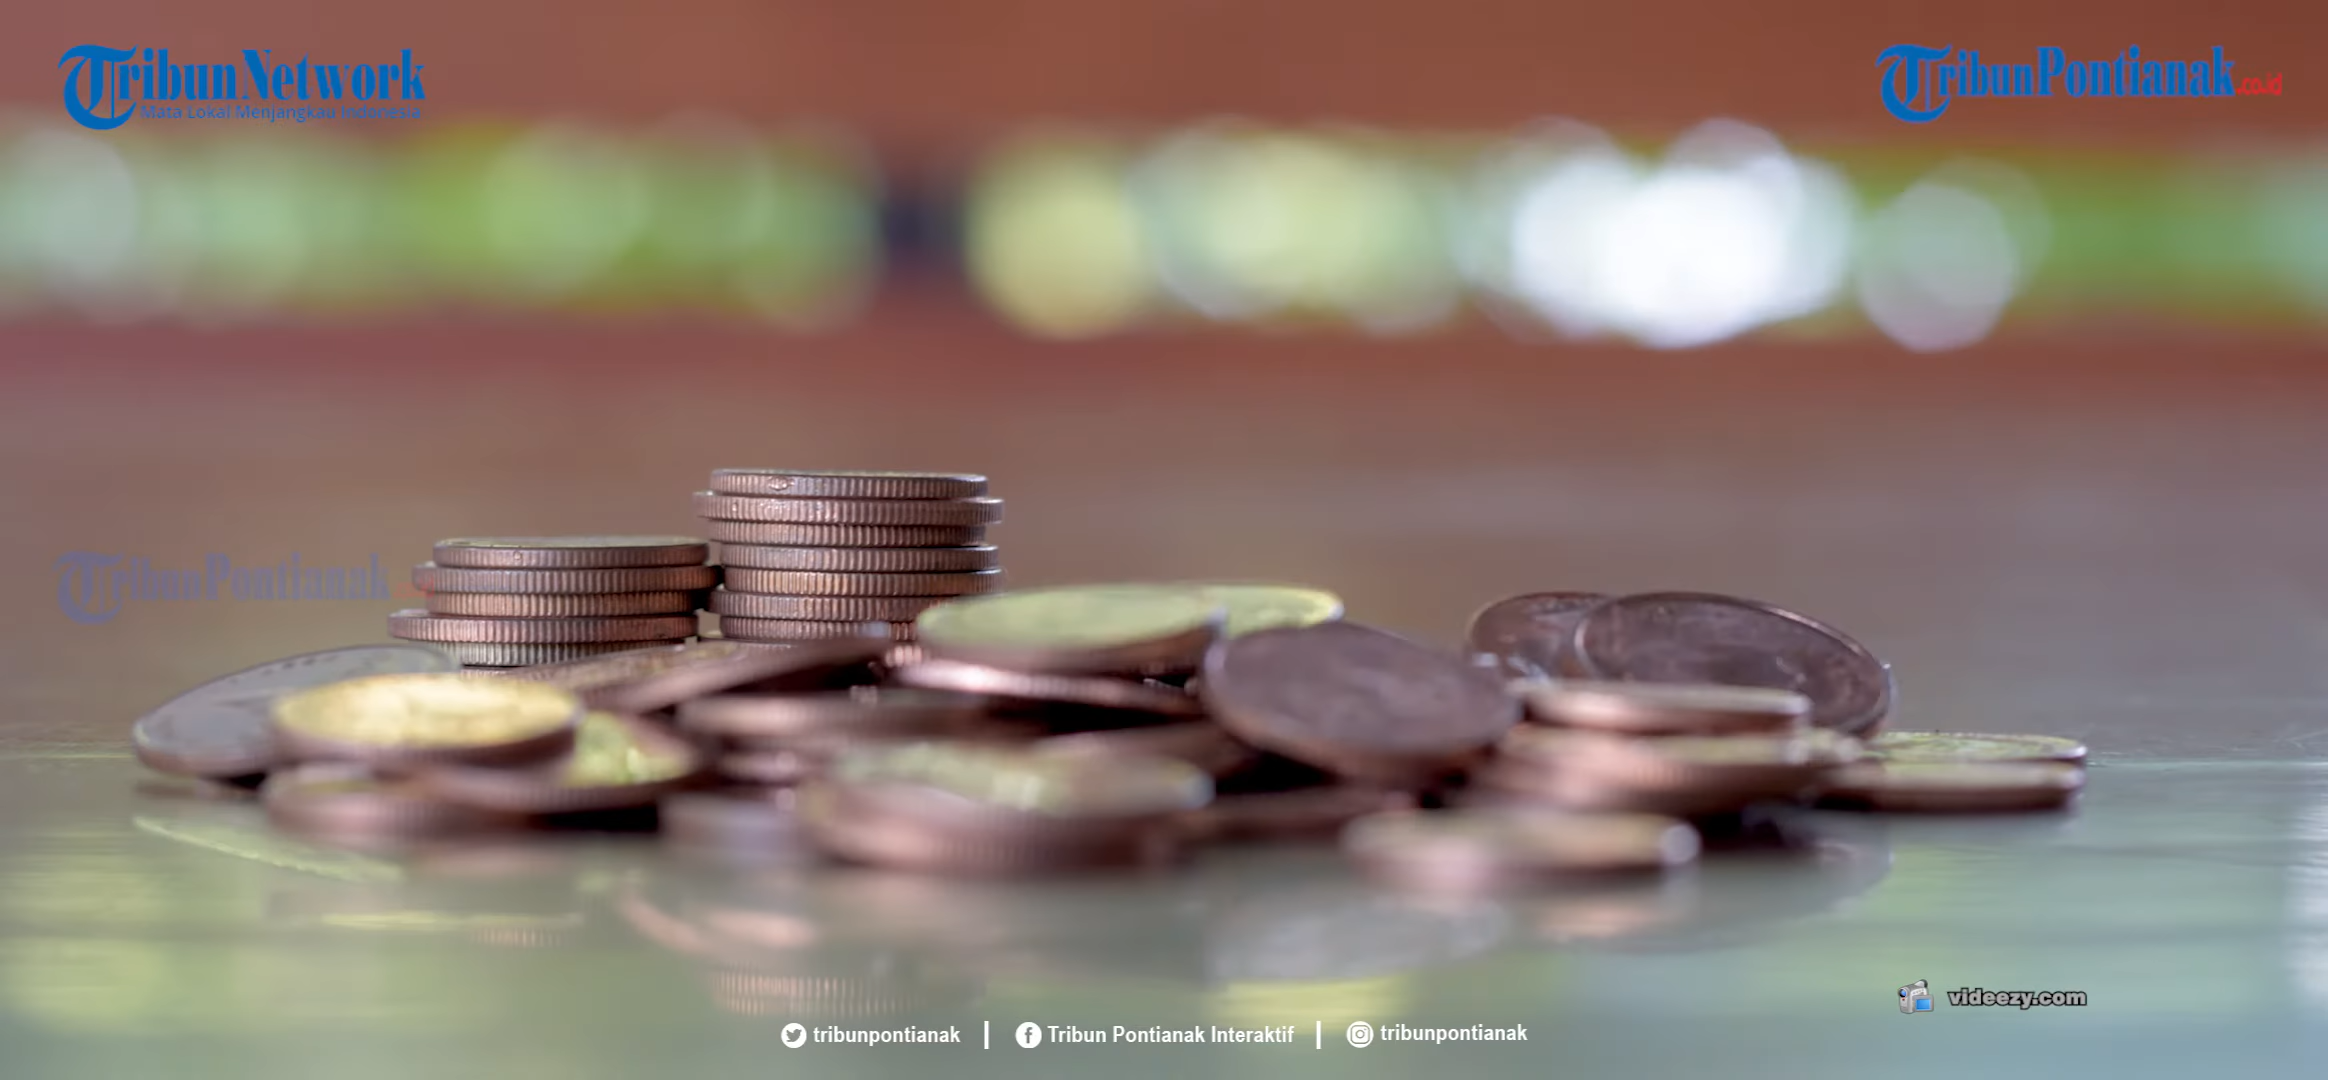 TribunNetwork
Mata Lokal Menjangkau Indonesia
TribunPontianak.co.id
TribunPontianak
videezy.com
tribunpontianak | Tribun Pontianak Interaktif | tribunpontianak